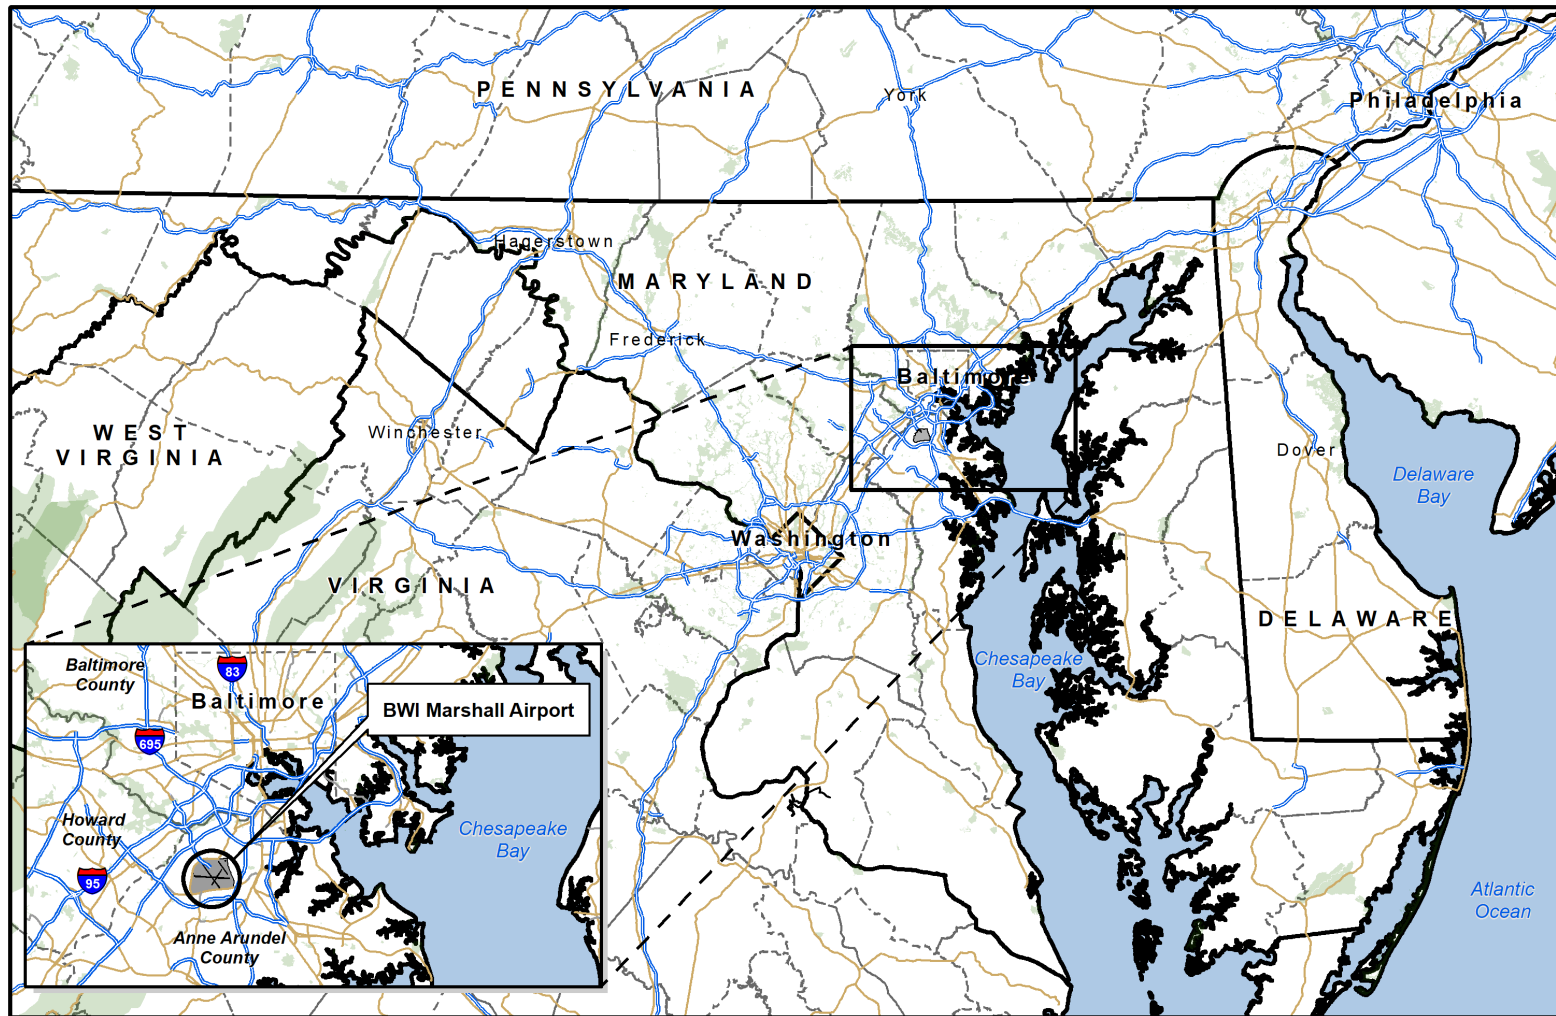 PENNSYLVANIA
York
Philadelphia
Hagerstown
MARYLAND
Frederick
Baltimore
WEST
VIRGINIA
Winchester
Dover
Delaware
Bay
Washington
VIRGINIA
DELAWARE
Chesapeake
Bay
Atlantic
Ocean
Baltimore
County
83
Baltimore
BWI Marshall Airport
695
Howard
County
Chesapeake
Bay
95
Anne Arundel
County